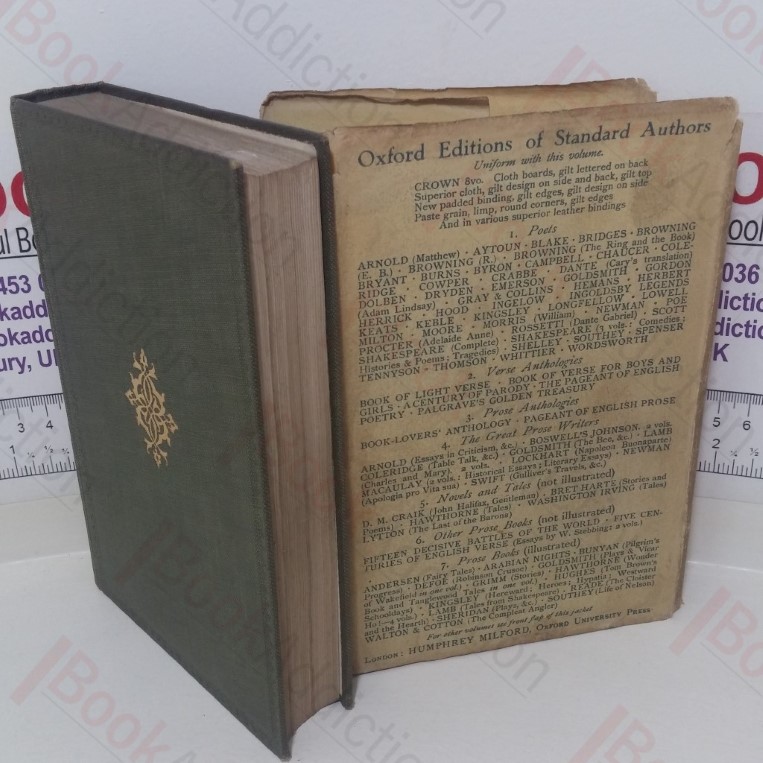 Oxford Editions of Standard Authors
Uniform with this volume.
CROWN 8vo. Cloth boards, gilt lettered on back
Superior cloth, gilt design on side and back, gilt top
New padded binding, gilt edges, gilt design on side
Paste grain, limp, round corners, gilt edges
And in various superior leather bindings
1. Poets
ARNOLD (Matthew) · AYTOUN · BLAKE · BRIDGES · BROWNING
(E. B.) · BROWNING (R.) · BROWNING (The Ring and the Book)
BRYANT · BURNS · BYRON · CAMPBELL · CHAUCER · COLE-
RIDGE · COWPER · CRABBE · DANTE (Cary's translation)
DOLBEN · DRYDEN · EMERSON · GOLDSMITH · GORDON
(Adam Lindsay) · GRAY & COLLINS · HEMANS · HERBERT
HERRICK · HOOD · INGELOW · INGOLDSBY LEGENDS
KEATS · KEBLE · KINGSLEY · LONGFELLOW · LOWELL
MILTON · MOORE · MORRIS (William) · NEWMAN · POE
PROCTER (Adelaide Anne) · ROSSETTI (Dante Gabriel) · SCOTT
SHAKESPEARE (Complete) · SHAKESPEARE (3 vols.: Comedies;
Histories & Poems; Tragedies) · SHELLEY · SOUTHEY · SPENSER
TENNYSON · THOMSON · WHITTIER · WORDSWORTH
2. Verse Anthologies
BOOK OF LIGHT VERSE · BOOK OF VERSE FOR BOYS AND
GIRLS · A CENTURY OF PARODY · THE PAGEANT OF ENGLISH
POETRY · PALGRAVE'S GOLDEN TREASURY
3. Prose Anthologies
BOOK-LOVERS' ANTHOLOGY · PAGEANT OF ENGLISH PROSE
4. The Great Prose Writers
ARNOLD (Essays in Criticism, &c.) · BOSWELL'S JOHNSON, 2 vols.
COLERIDGE (Table Talk, &c.) · GOLDSMITH (The Bee, &c.) · LAMB
(Charles and Mary). 2 vols. · LOCKHART (Napoleon Buonaparte)
MACAULAY (2 vols.: Historical Essays; Literary Essays) · NEWMAN
(Apologia pro Vita sua) · SWIFT (Gulliver's Travels, &c.)
5. Novels and Tales (not illustrated)
D. M. CRAIK (John Halifax, Gentleman) · BRET HARTE (Stories and
Poems) · HAWTHORNE (Tales) · WASHINGTON IRVING (Tales)
LYTTON (The Last of the Barons)
6. Other Prose Books (not illustrated)
FIFTEEN DECISIVE BATTLES OF THE WORLD · FIVE CEN-
TURIES OF ENGLISH VERSE (Essays by W. Stebbing: 2 vols.)
7. Prose Books (illustrated)
ANDERSEN (Fairy Tales) · ARABIAN NIGHTS · BUNYAN (Pilgrim's
Progress) · DEFOE (Robinson Crusoe) · GOLDSMITH (Plays & Vicar
of Wakefield in one vol.) · GRIMM (Stories) · HAWTHORNE (Wonder
Book and Tanglewood Tales in one vol.) · HUGHES (Tom Brown's
Schooldays) · KINGSLEY (Hereward; Heroes; Hypatia; Westward
Ho!—4 vols.) · LAMB (Tales from Shakespeare) · READE (The Cloister
and the Hearth) · SHERIDAN (Plays, &c.) · SOUTHEY (Life of Nelson)
WALTON & COTTON (The Compleat Angler)
For other volumes see front flap of this jacket
LONDON: HUMPHREY MILFORD, OXFORD UNIVERSITY PRESS
BookAddiction
3 4
5 6
2